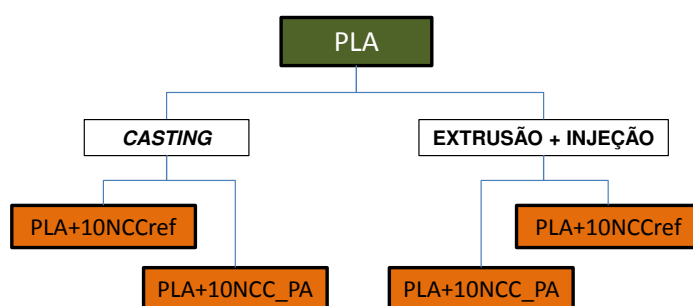 PLA
CASTING
EXTRUSÃO + INJEÇÃO
PLA+10NCCref
PLA+10NCCref
PLA+10NCC_PA
PLA+10NCC_PA